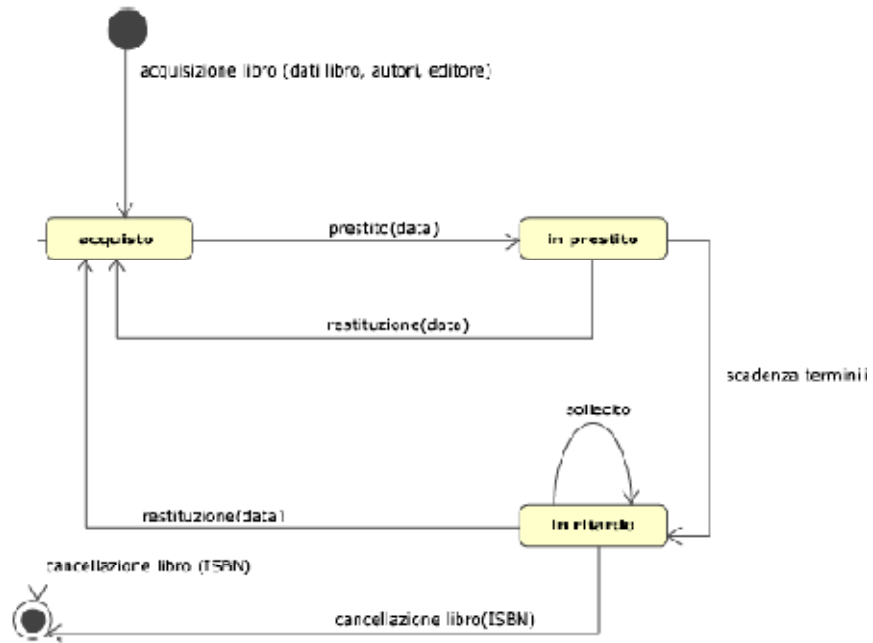 acquisizione libro (dati libro, autori, editore)
acquisto
prestito(data)
in prestito
restituzione(data)
scadenza terminii
sollecito
in ritardo
restituzione(data)
cancellazione libro (ISBN)
cancellazione libro(ISBN)